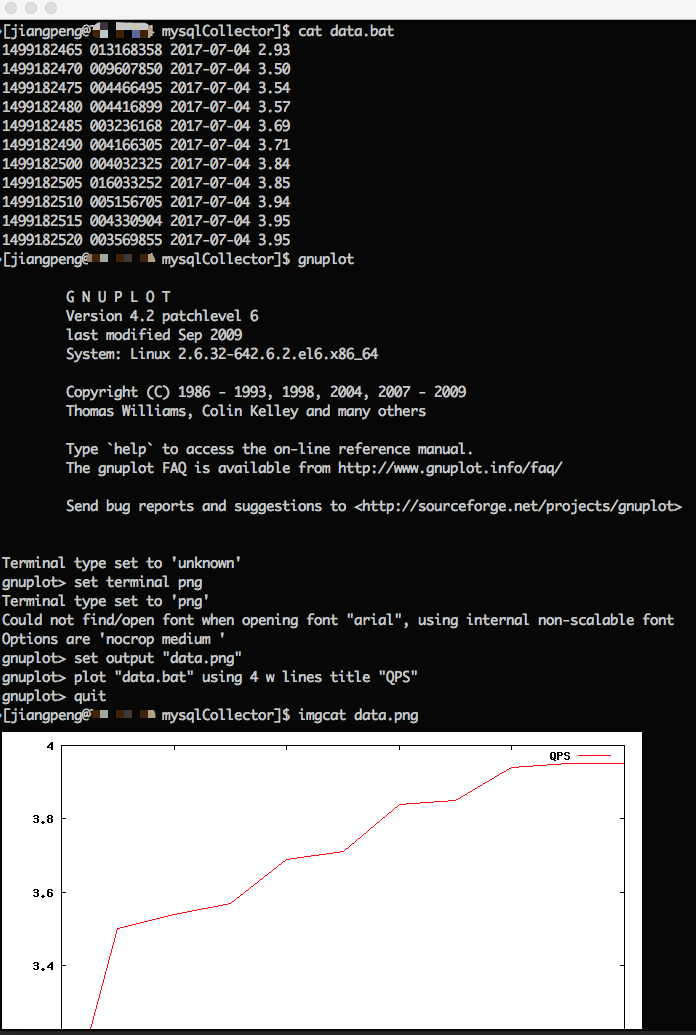 [jiangpeng@ mysqlCollector]$ cat data.bat
1499182465 013168358 2017-07-04 2.93
1499182470 009607850 2017-07-04 3.50
1499182475 004466495 2017-07-04 3.54
1499182480 004416899 2017-07-04 3.57
1499182485 003236168 2017-07-04 3.69
1499182490 004166305 2017-07-04 3.71
1499182500 004032325 2017-07-04 3.84
1499182505 016033252 2017-07-04 3.85
1499182510 005156705 2017-07-04 3.94
1499182515 004330904 2017-07-04 3.95
1499182520 003569855 2017-07-04 3.95
[jiangpeng@ mysqlCollector]$ gnuplot
G N U P L O T
Version 4.2 patchlevel 6
last modified Sep 2009
System: Linux 2.6.32-642.6.2.el6.x86_64
Copyright (C) 1986 - 1993, 1998, 2004, 2007 - 2009
Thomas Williams, Colin Kelley and many others
Type `help` to access the on-line reference manual.
The gnuplot FAQ is available from http://www.gnuplot.info/faq/
Send bug reports and suggestions to <http://sourceforge.net/projects/gnuplot>
Terminal type set to 'unknown'
gnuplot> set terminal png
Terminal type set to 'png'
Could not find/open font when opening font "arial", using internal non-scalable font
Options are 'nocrop medium '
gnuplot> set output "data.png"
gnuplot> plot "data.bat" using 4 w lines title "QPS"
gnuplot> quit
[jiangpeng@ mysqlCollector]$ imgcat data.png
4
QPS
3.8
3.6
3.4